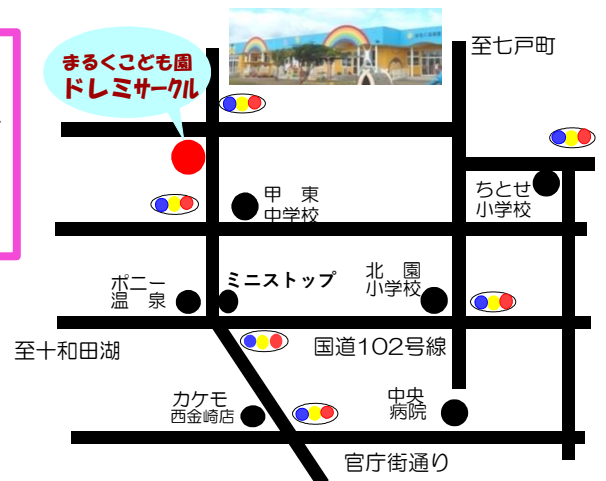 まるくこども園
ドレミサークル
至七戸町
甲 東
中学校
ちとせ
小学校
ポニー
温 泉
ミニストップ
北 園
小学校
至十和田湖
国道102号線
カケモ
西金崎店
中央
病院
官庁街通り